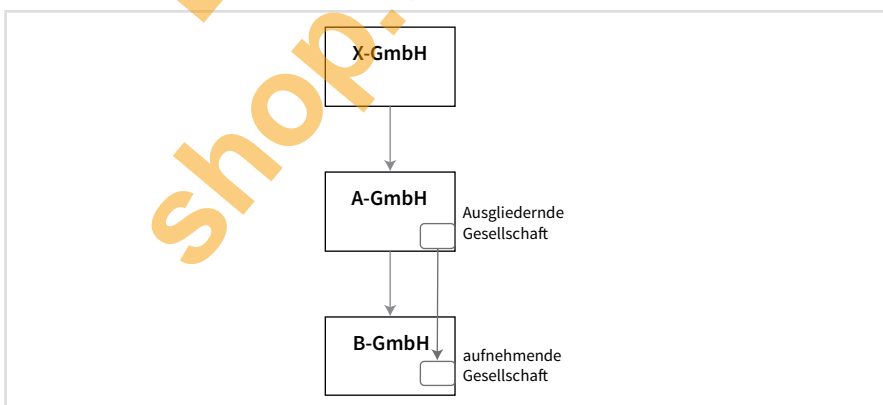 shop.
X-GmbH
A-GmbH
Ausgliedernde
Gesellschaft
B-GmbH
aufnehmende
Gesellschaft